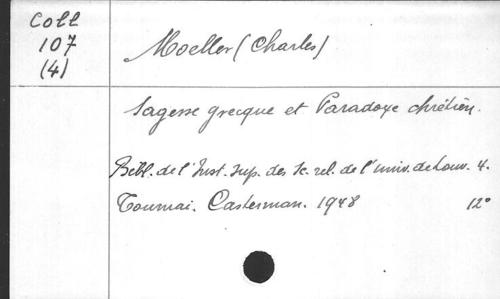 Coll
107
(4)
Moeller (Charles)
Sagesse grecque et Paradoxe chrétien.
Bibl. de l'Inst. sup. des Sc. rel. de l'univ. de Louv. 4.
Tournai. Casterman. 1948 12°